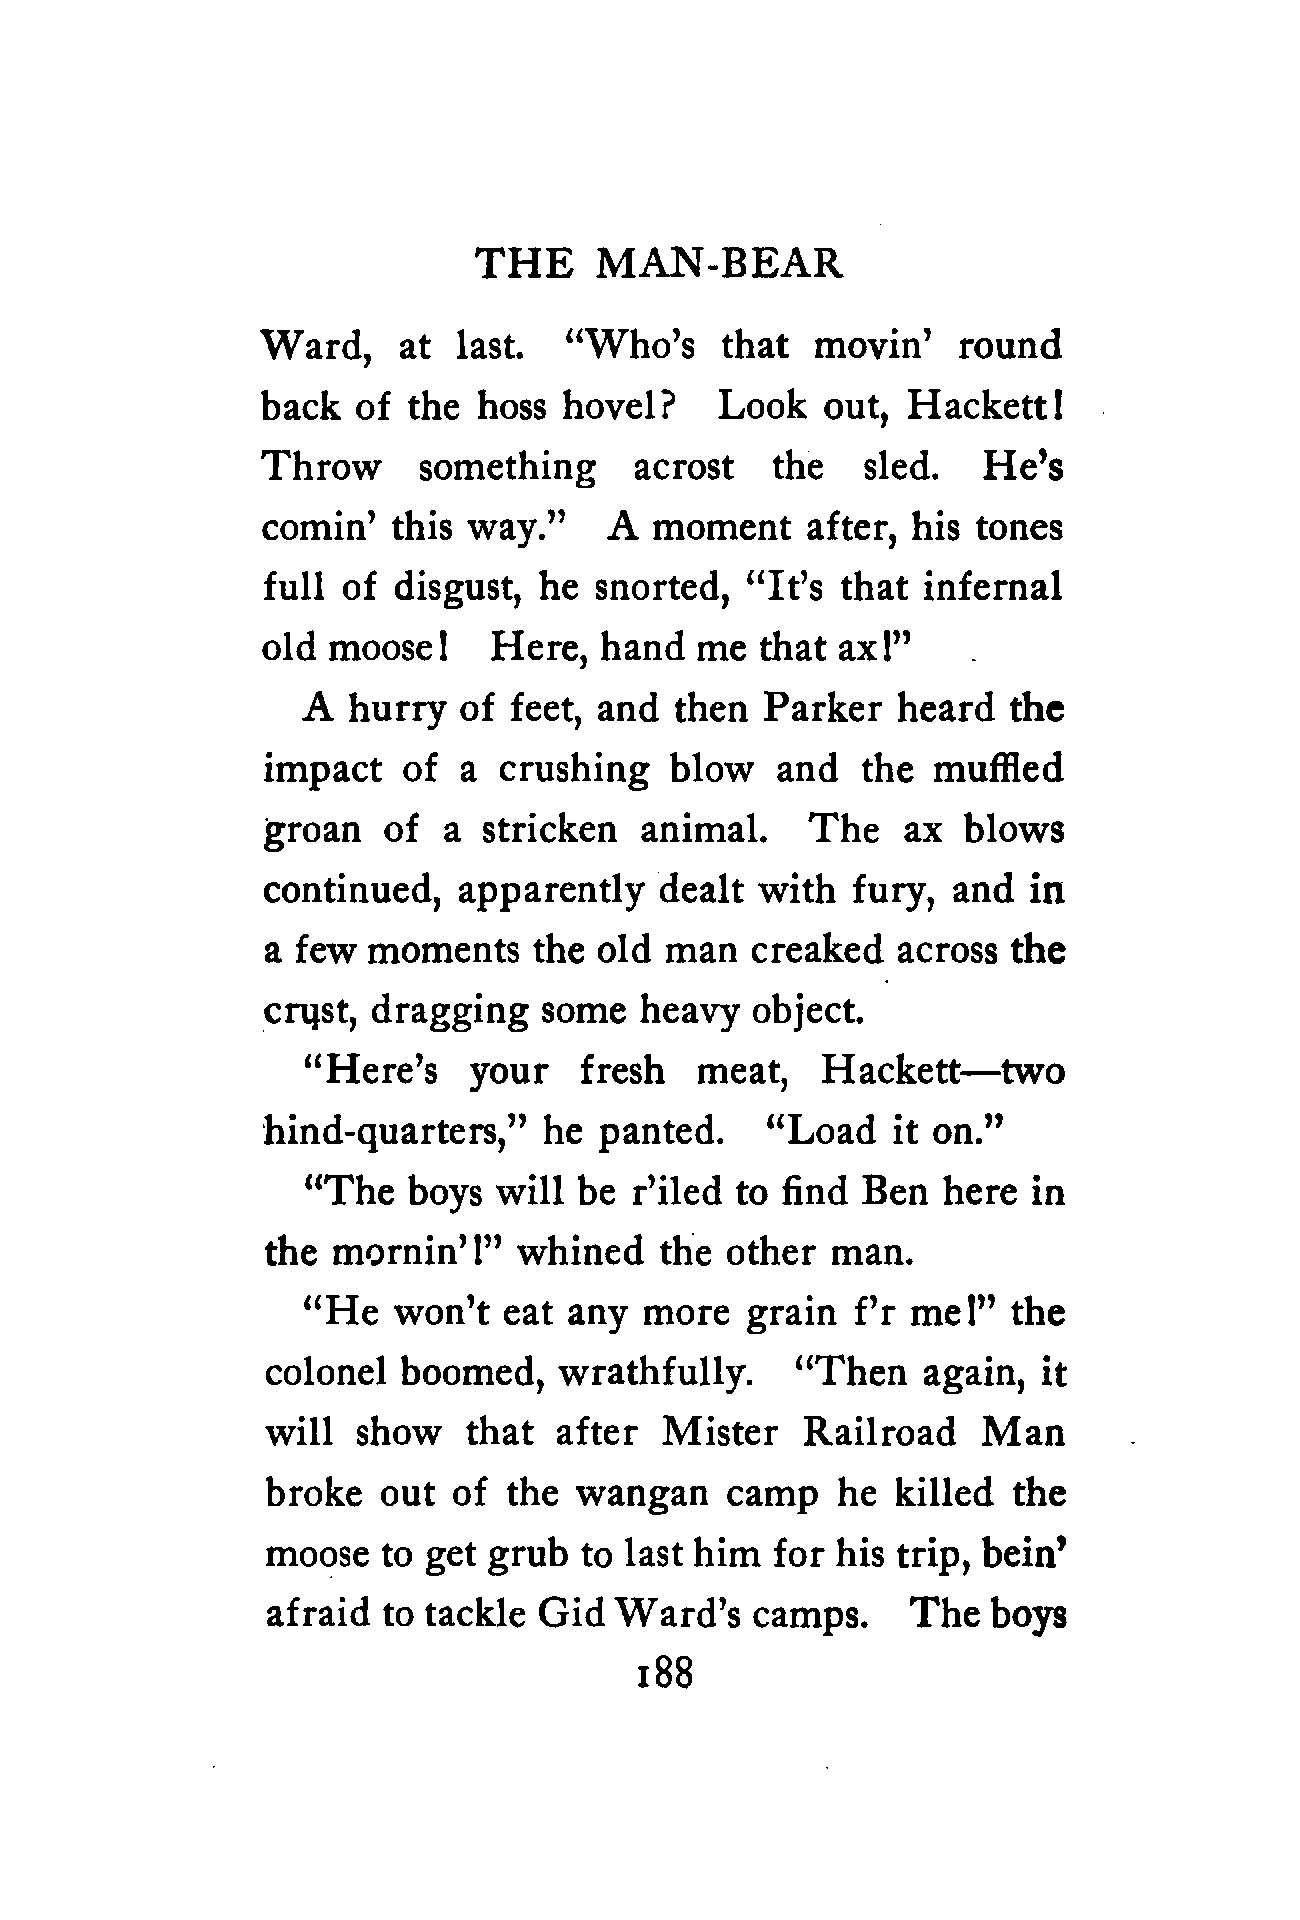 THE MAN-BEAR
Ward, at last. “Who’s that movin’ round
back of the hoss hovel? Look out, Hackett!
Throw something acrost the sled. He’s
comin’ this way.” A moment after, his tones
full of disgust, he snorted, “It’s that infernal
old moose! Here, hand me that ax!”
A hurry of feet, and then Parker heard the
impact of a crushing blow and the muffled
groan of a stricken animal. The ax blows
continued, apparently dealt with fury, and in
a few moments the old man creaked across the
crust, dragging some heavy object.
“Here’s your fresh meat, Hackett—two
hind-quarters,” he panted. “Load it on.”
“The boys will be r’iled to find Ben here in
the mornin’!” whined the other man.
“He won’t eat any more grain f’r me!” the
colonel boomed, wrathfully. “Then again, it
will show that after Mister Railroad Man
broke out of the wangan camp he killed the
moose to get grub to last him for his trip, bein’
afraid to tackle Gid Ward’s camps. The boys
188